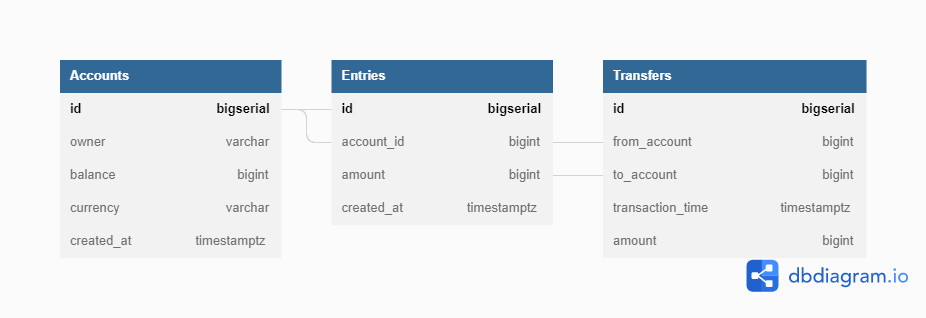 Accounts
id bigserial
owner varchar
balance bigint
currency varchar
created_at timestamptz
Entries
id bigserial
account_id bigint
amount bigint
created_at timestamptz
Transfers
id bigserial
from_account bigint
to_account bigint
transaction_time timestamptz
amount bigint
dbdiagram.io